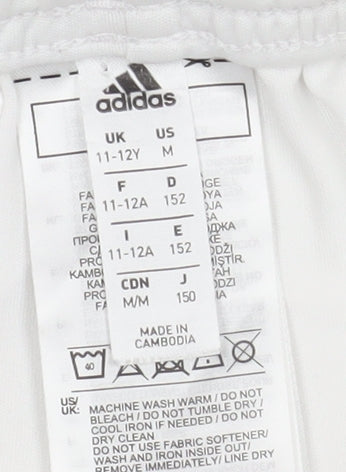 adidas
UK US
11-12Y M
F D
11-12A 152
I E
11-12A 152
CDN J
M/M 150
MADE IN
CAMBODIA
40
US/
UK:
MACHINE WASH WARM / DO NOT
BLEACH / DO NOT TUMBLE DRY /
COOL IRON IF NEEDED / DO NOT
DRY CLEAN
DO NOT USE FABRIC SOFTENER/
WASH AND IRON INSIDE OUT/
REMOVE IMMEDIATELY/ LINE DRY